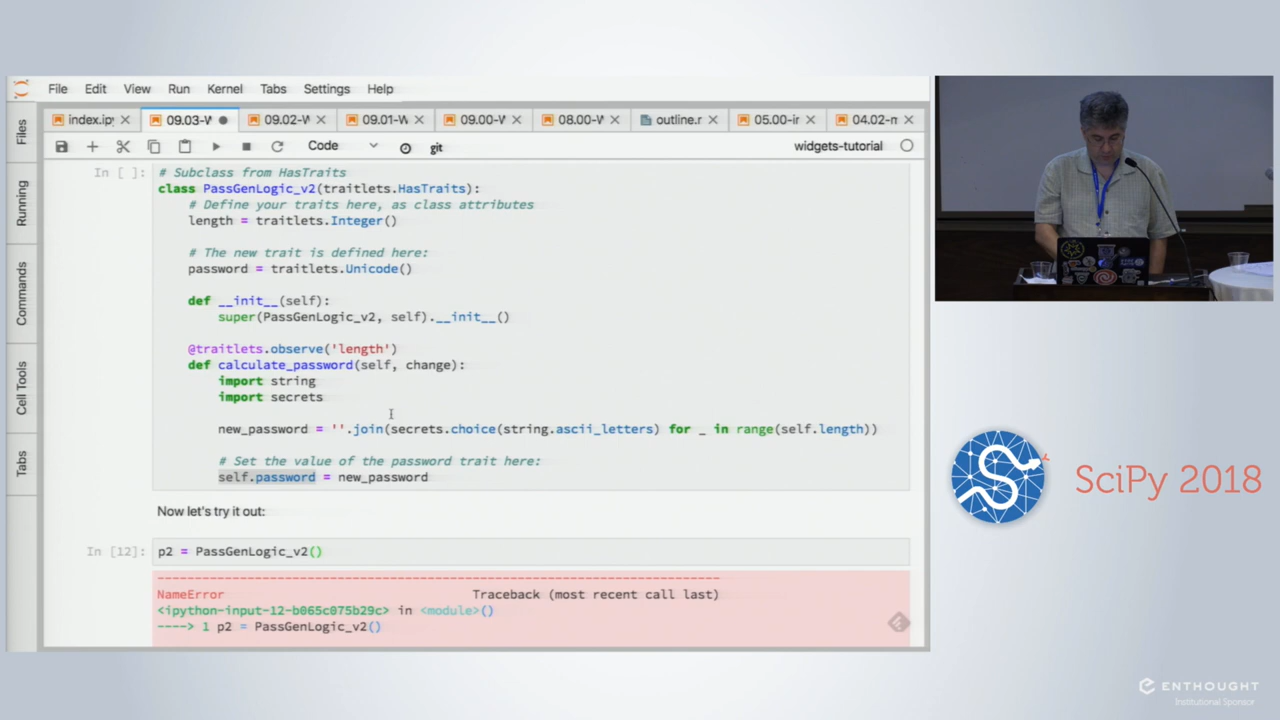 File Edit View Run Kernel Tabs Settings Help
index.ipy 09.03-W 09.02-W 09.01-W 09.00-W 08.00-W outline.r 05.00-ir 04.02-m
Code git widgets-tutorial
Files
Running
Commands
Cell Tools
Tabs
In [ ]: # Subclass from HasTraits
class PassGenLogic_v2(traitlets.HasTraits):
# Define your traits here, as class attributes
length = traitlets.Integer()
# The new trait is defined here:
password = traitlets.Unicode()
def __init__(self):
super(PassGenLogic_v2, self).__init__()
@traitlets.observe('length')
def calculate_password(self, change):
import string
import secrets
new_password = ''.join(secrets.choice(string.ascii_letters) for _ in range(self.length))
# Set the value of the password trait here:
self.password = new_password
Now let's try it out:
In [12]: p2 = PassGenLogic_v2()
NameError Traceback (most recent call last)
<ipython-input-12-b065c075b29c> in <module>()
----> 1 p2 = PassGenLogic_v2()
SciPy 2018
ENTHOUGHT
Institutional Sponsor